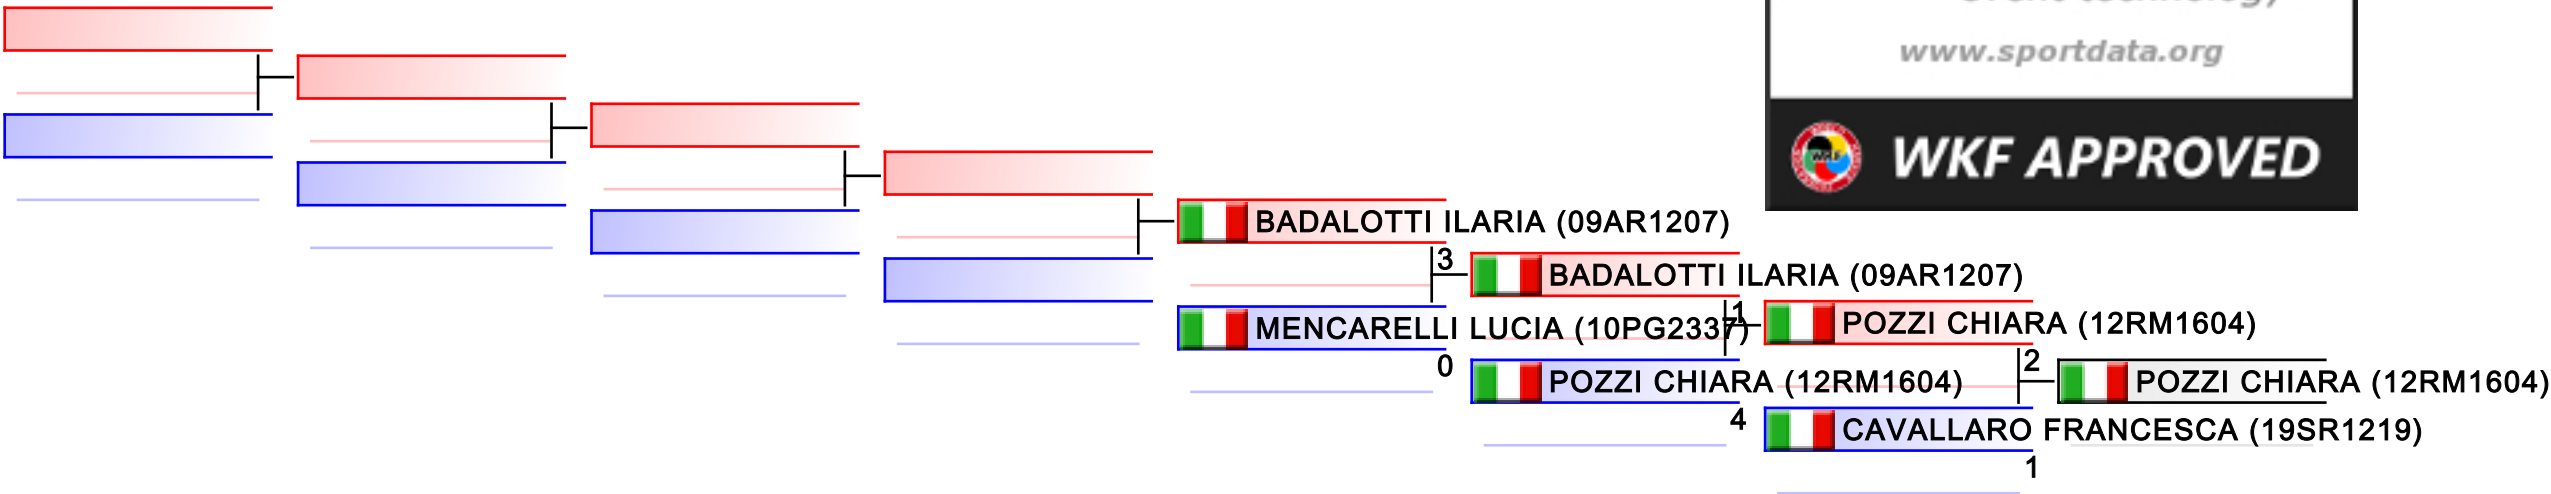 www.sportdata.org
WKF APPROVED
BADALOTTI ILARIA (09AR1207)
3
BADALOTTI ILARIA (09AR1207)
MENCARELLI LUCIA (10PG2337)
0
1
POZZI CHIARA (12RM1604)
POZZI CHIARA (12RM1604)
4
2
POZZI CHIARA (12RM1604)
CAVALLARO FRANCESCA (19SR1219)
1